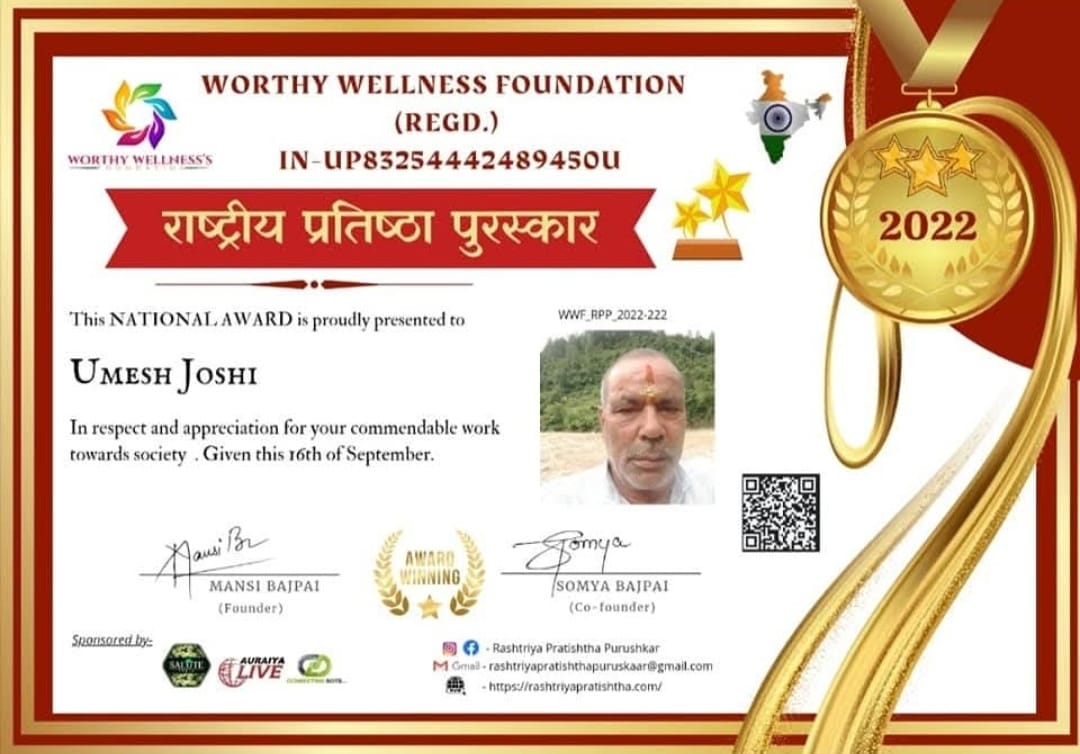 WORTHY WELLNESS FOUNDATION
(REGD.)
IN-UP83254442489450U
WORTHY WELLNESS'S
FOUNDATION
राष्ट्रीय प्रतिष्ठा पुरस्कार
2022
This NATIONAL AWARD is proudly presented to
WWF_RPP_2022-222
UMESH JOSHI
In respect and appreciation for your commendable work
towards society . Given this 16th of September.
Mansi B
Somya
AWARD
WINNING
MANSI BAJPAI
(Founder)
SOMYA BAJPAI
(Co-founder)
Sponsored by-
SALUTE
AURAIYA
LIVE
CONNECTING BOTS...
- Rashtriya Pratishtha Purushkar
Gmail - rashtriyapratishthapuruskaar@gmail.com
- https://rashtriyapratishtha.com/